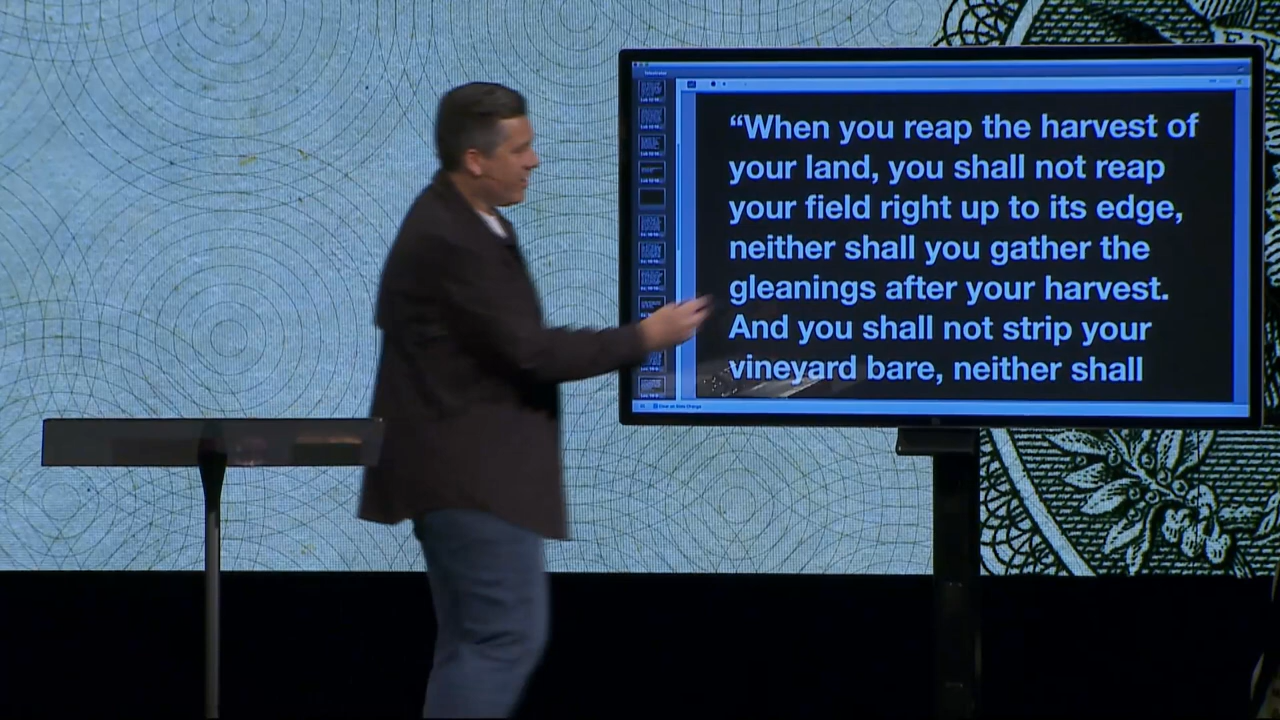 “When you reap the harvest of
your land, you shall not reap
your field right up to its edge,
neither shall you gather the
gleanings after your harvest.
And you shall not strip your
vineyard bare, neither shall